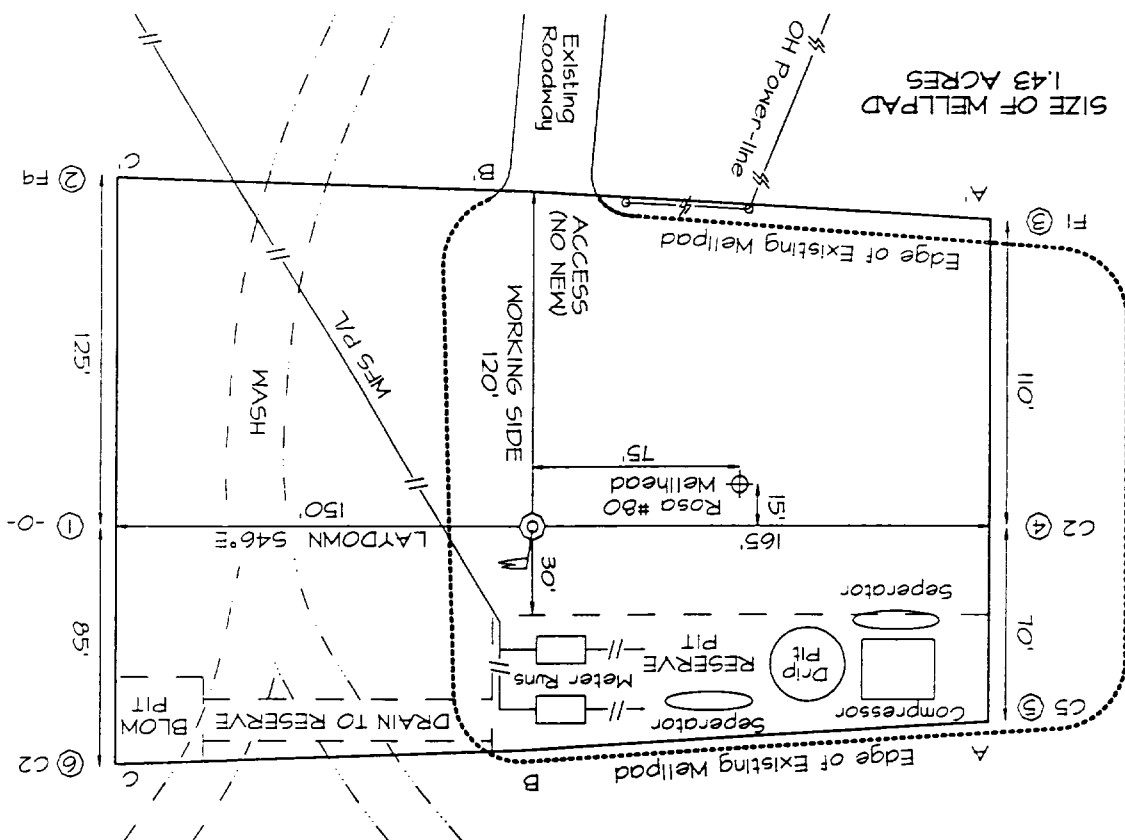 Edge of Existing Wellpad
A
B
C
⑥ C2
C5 ⑤
Compressor
Seperator
Drip
Pit
Meter Runs
RESERVE
PIT
DRAIN TO RESERVE
BLOW
PIT
Seperator
70'
30'
85'
C2 ④
165'
LAYDOWN S46°E
150'
① -0-
15'
Rosa #80
Wellhead
75'
WORKING SIDE
120'
WASH
WFS P/L
110'
125'
ACCESS
(NO NEW)
Edge of Existing Wellpad
F1 ③
A'
B'
C'
② F9
SIZE OF WELLPAD
1.43 ACRES
OH Power-line
Existing
Roadway